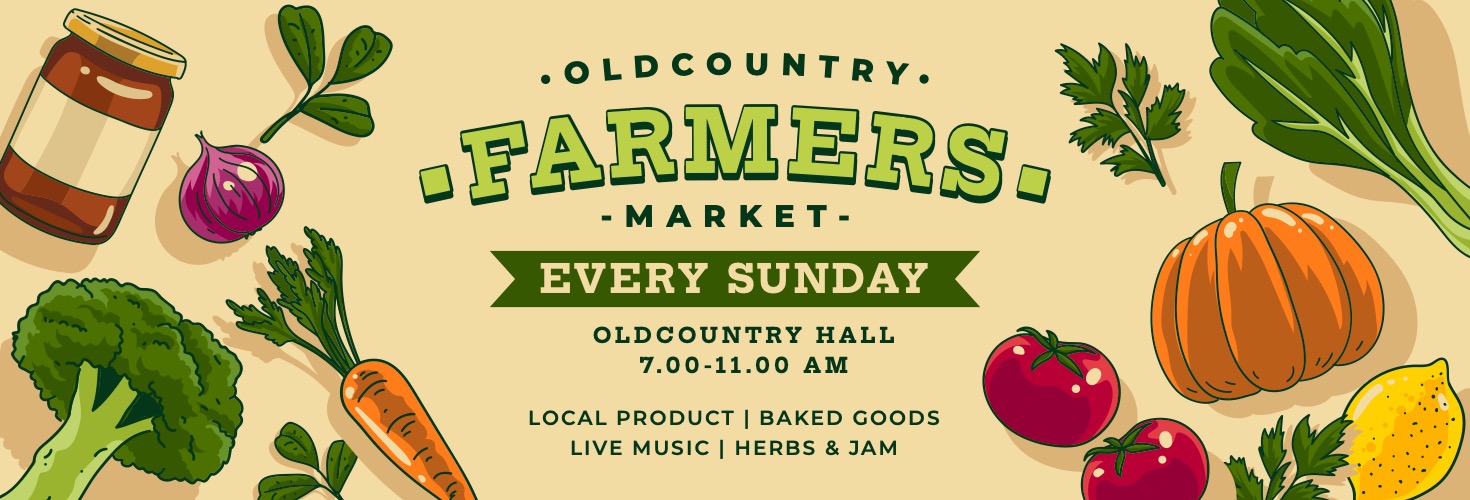 •OLDCOUNTRY•
FARMERS
-MARKET-
EVERY SUNDAY
OLDCOUNTRY HALL
7.00-11.00 AM
LOCAL PRODUCT | BAKED GOODS
LIVE MUSIC | HERBS & JAM